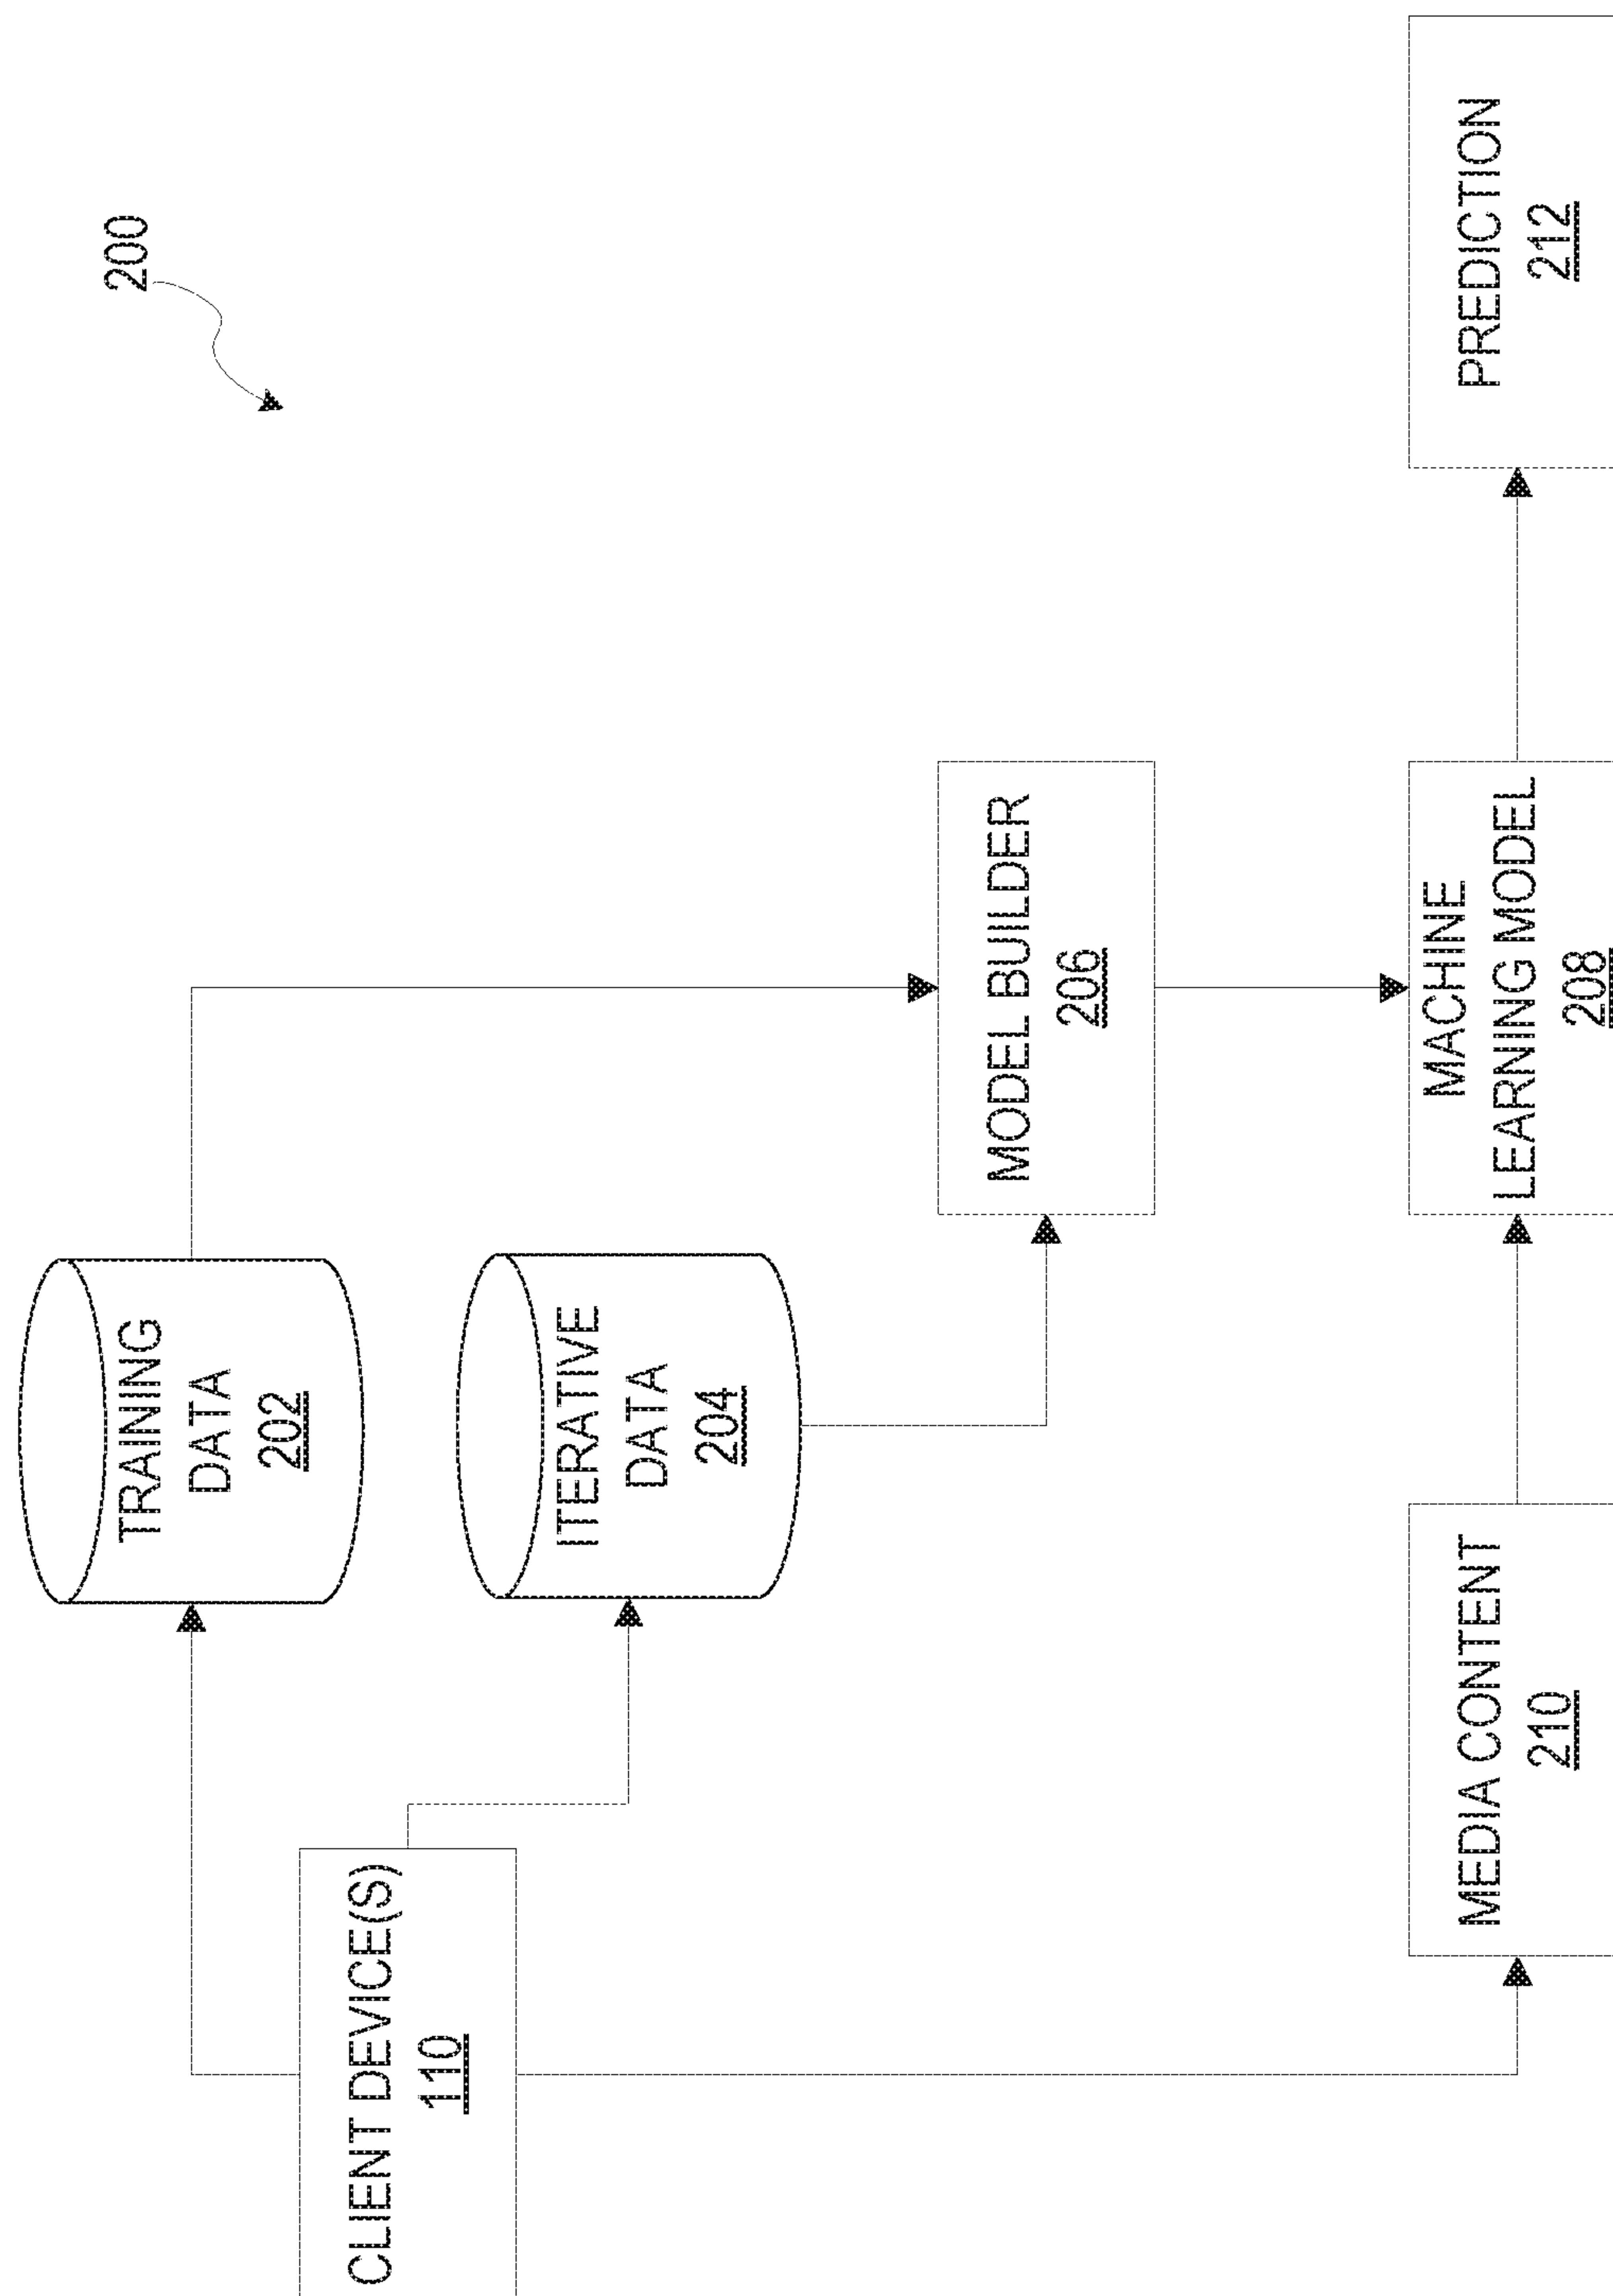 200
TRAINING
DATA
202
CLIENT DEVICE(S)
110
ITERATIVE
DATA
204
MODEL BUILDER
206
MEDIA CONTENT
210
MACHINE
LEARNING MODEL
208
PREDICTION
212